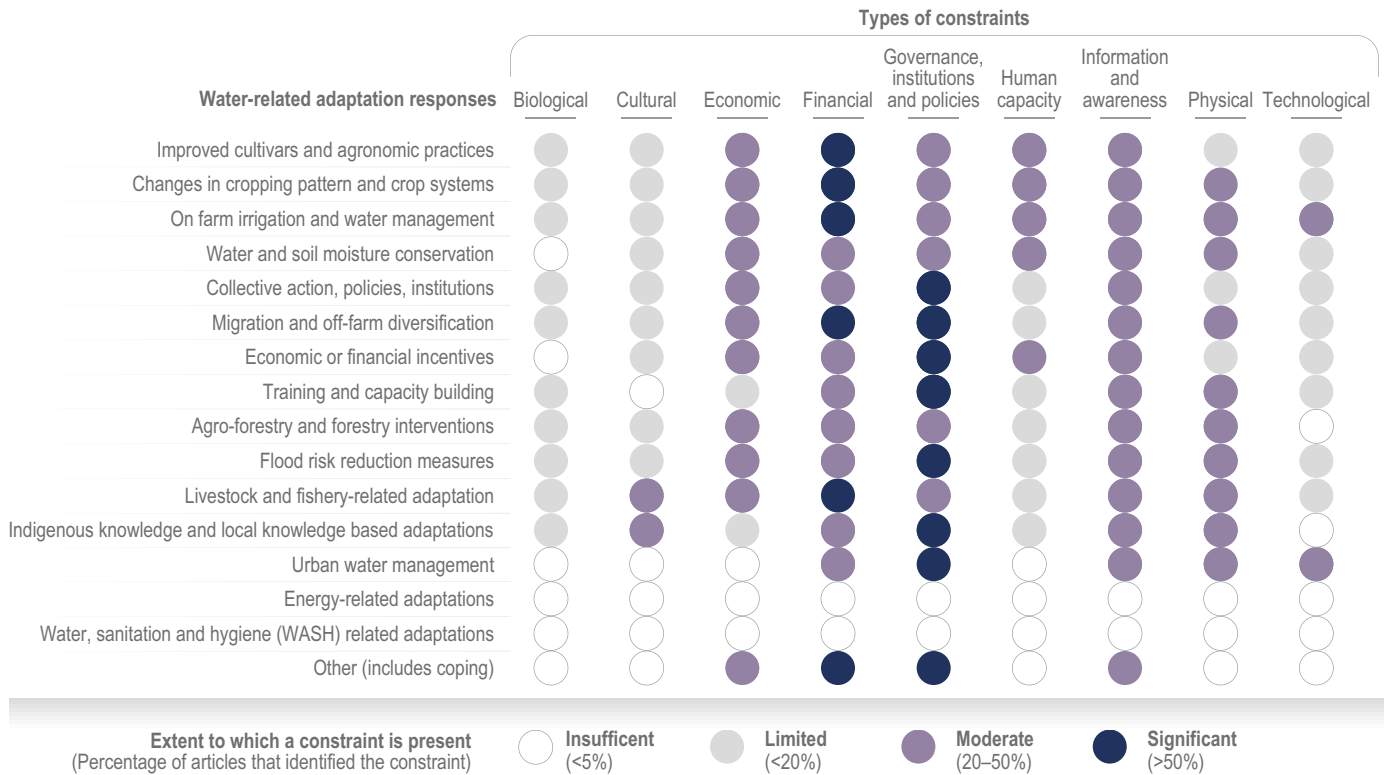 Types of constraints
Water-related adaptation responses
Biological
Cultural
Economic
Financial
Governance,
institutions
and policies
Human
capacity
Information
and
awareness
Physical
Technological
Improved cultivars and agronomic practices
Changes in cropping pattern and crop systems
On farm irrigation and water management
Water and soil moisture conservation
Collective action, policies, institutions
Migration and off-farm diversification
Economic or financial incentives
Training and capacity building
Agro-forestry and forestry interventions
Flood risk reduction measures
Livestock and fishery-related adaptation
Indigenous knowledge and local knowledge based adaptations
Urban water management
Energy-related adaptations
Water, sanitation and hygiene (WASH) related adaptations
Other (includes coping)
Extent to which a constraint is present
(Percentage of articles that identified the constraint)
Insufficent
(<5%)
Limited
(<20%)
Moderate
(20–50%)
Significant
(>50%)